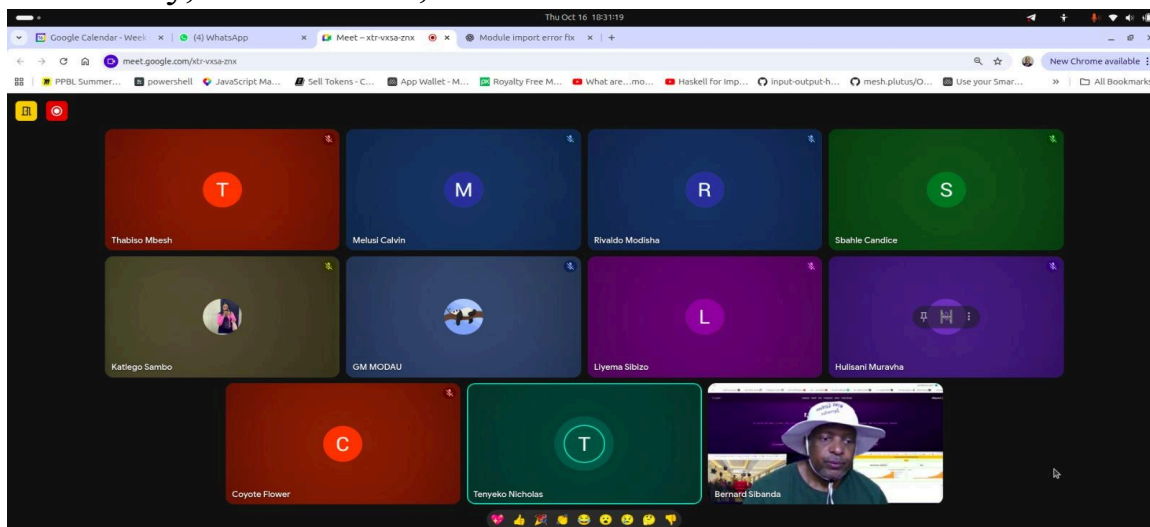 Thu Oct 16 18:31:19
Google Calendar - Week
(4) WhatsApp
Meet – xtr-vxsa-znx
Module import error fix
meet.google.com/xtr-vxsa-znx
New Chrome available
PPBL Summer...
powershell
JavaScript Ma...
Sell Tokens - C...
App Wallet - M...
Royalty Free M...
What are...mo...
Haskell for Imp...
input-output-h...
mesh.plutus/O...
Use your Smar...
»
All Bookmarks
T
M
R
S
Thabiso Mbesh
Melusi Calvin
Rivaldo Modisha
Sbahle Candice
L
H
Katlego Sambo
GM MODAU
Liyema Sibizo
Hulisani Muravha
C
T
Coyote Flower
Tenyeko Nicholas
Bernard Sibanda